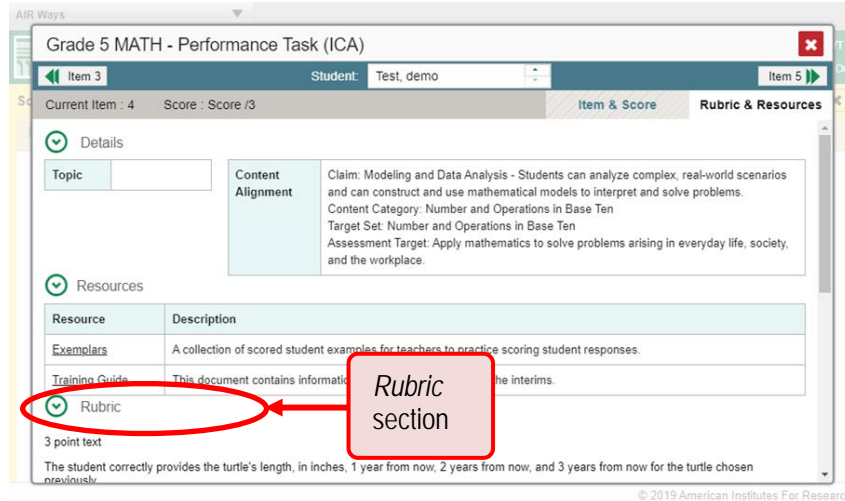 AIR Ways
Grade 5 MATH - Performance Task (ICA)
Item 3 Student: Test, demo Item 5
Current Item : 4 Score : Score /3 Item & Score Rubric & Resources
Details
Topic Content Alignment
Claim: Modeling and Data Analysis - Students can analyze complex, real-world scenarios
and can construct and use mathematical models to interpret and solve problems.
Content Category: Number and Operations in Base Ten
Target Set: Number and Operations in Base Ten
Assessment Target: Apply mathematics to solve problems arising in everyday life, society,
and the workplace.
Resources
Resource Description
Exemplars A collection of scored student examples for teachers to practice scoring student responses.
Training Guide This document contains the interims.
Rubric
Rubric
section
3 point text
The student correctly provides the turtle's length, in inches, 1 year from now, 2 years from now, and 3 years from now for the turtle chosen
previously
© 2019 American Institutes For Resear